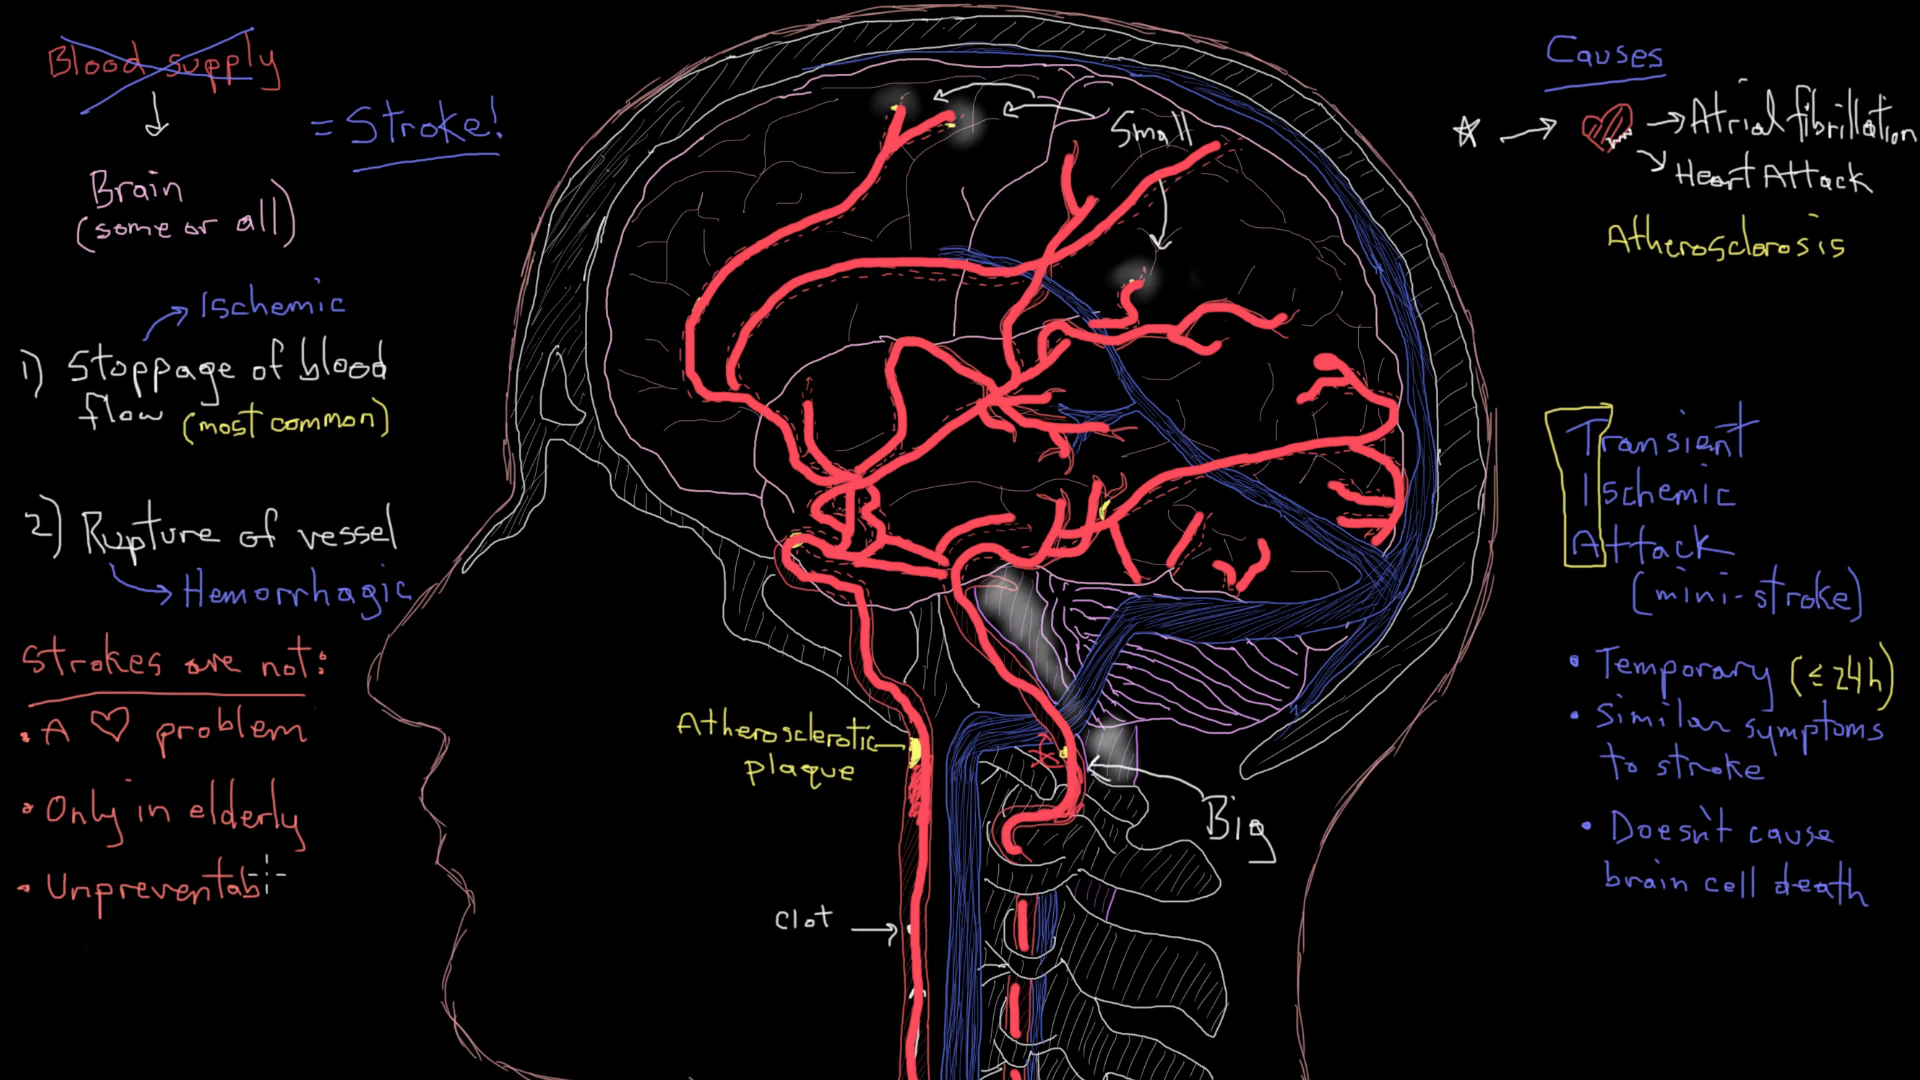 Blood supply
= Stroke!
Brain
(some or all)
Ischemic
1) Stoppage of blood
flow (most common)
2) Rupture of vessel
Hemorrhagic
Strokes are not:
• A ♡ problem
• Only in elderly
• Unpreventab
Small
Atherosclerotic
plaque
Clot
Big
Causes
Atrial fibrillation
Heart Attack
Atherosclorosis
Transient
Ischemic
Attack
(mini-stroke)
• Temporary (≤24h)
• Similar symptoms
to stroke
• Doesn't cause
brain cell death